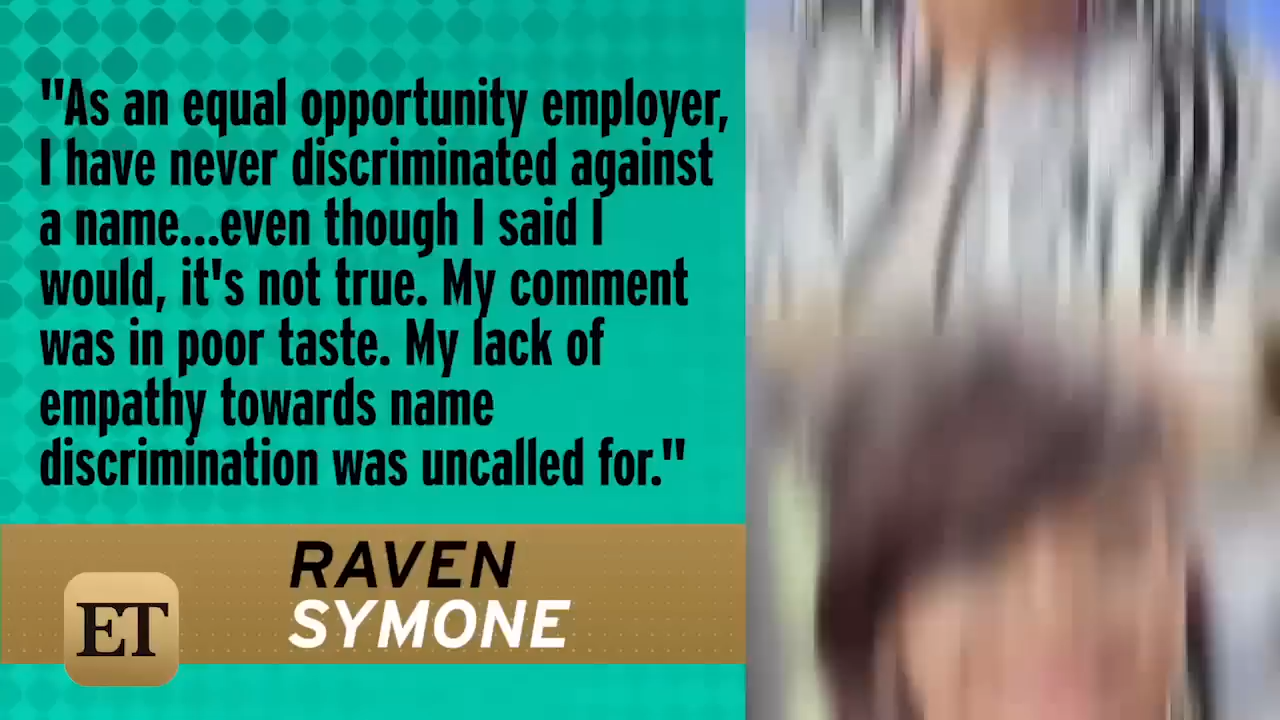 "As an equal opportunity employer,
I have never discriminated against
a name...even though I said I
would, it's not true. My comment
was in poor taste. My lack of
empathy towards name
discrimination was uncalled for."
RAVEN
SYMONE
ET